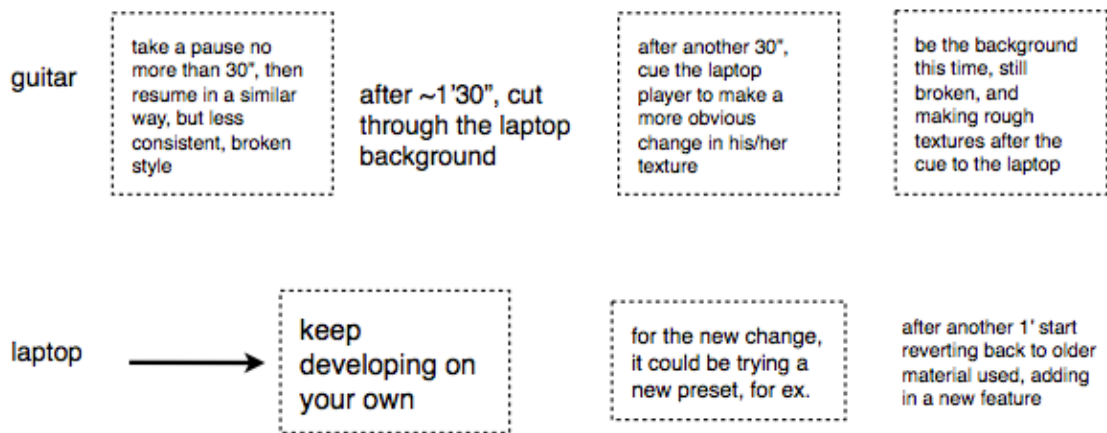 guitar
take a pause no
more than 30", then
resume in a similar
way, but less
consistent, broken
style
after ~1'30", cut
through the laptop
background
after another 30",
cue the laptop
player to make a
more obvious
change in his/her
texture
be the background
this time, still
broken, and
making rough
textures after the
cue to the laptop
laptop
keep
developing on
your own
for the new change,
it could be trying a
new preset, for ex.
after another 1' start
reverting back to older
material used, adding
in a new feature